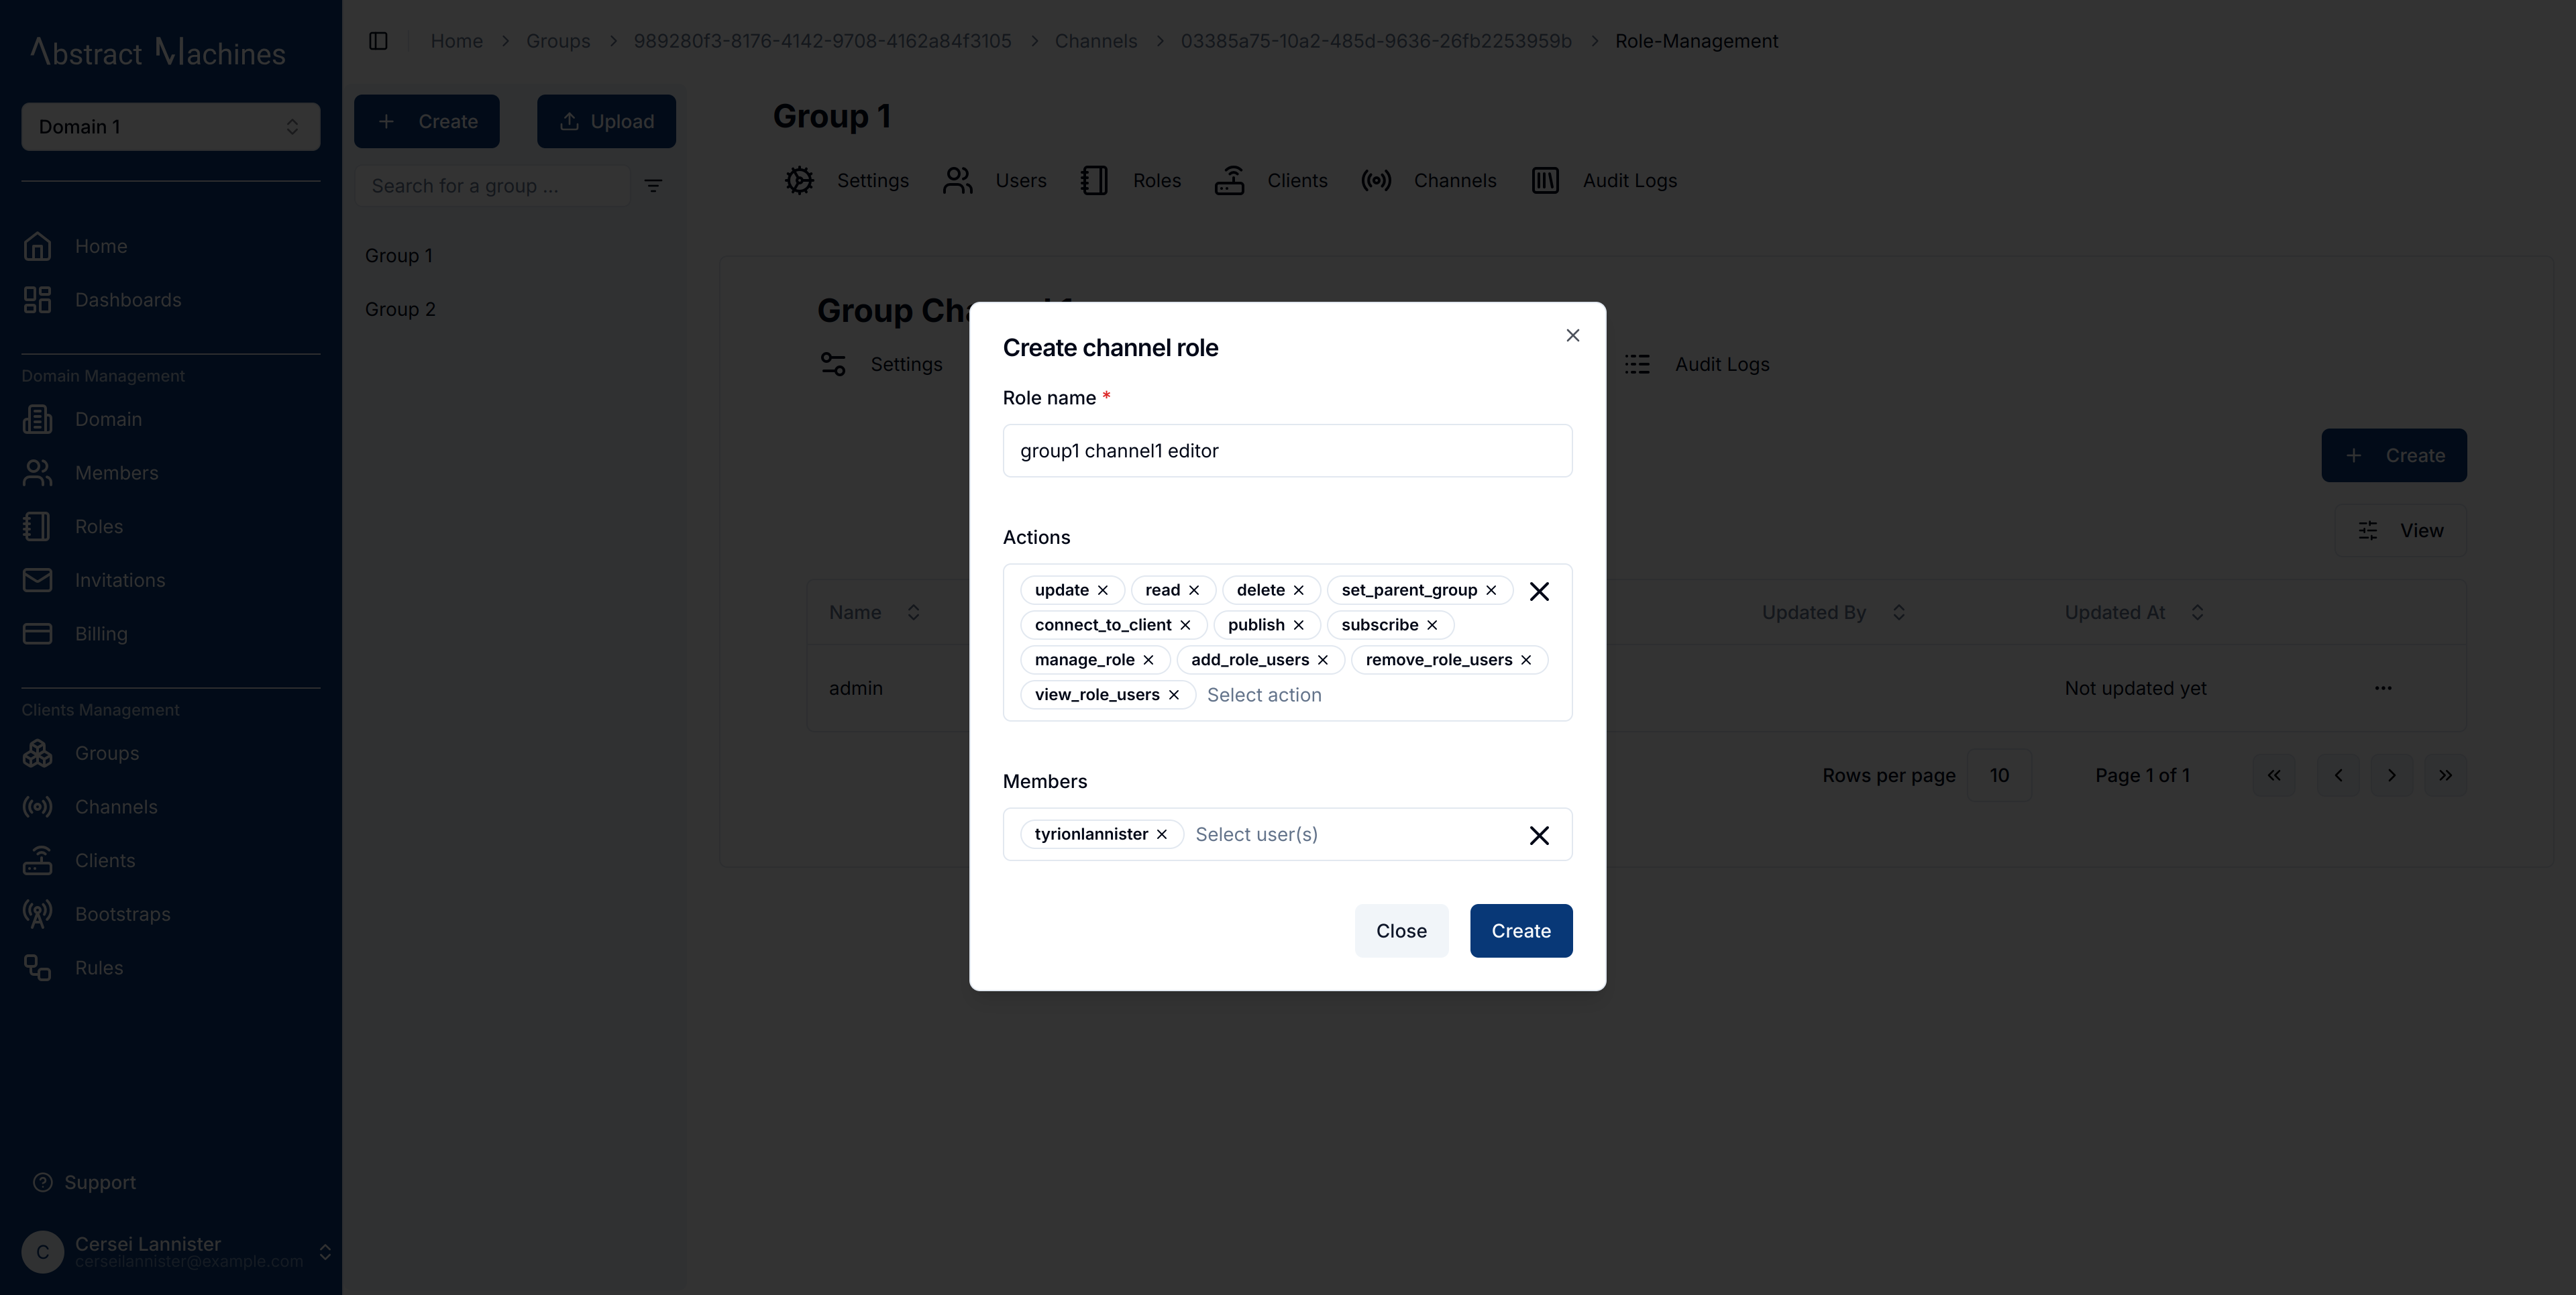 Abstract Machines
Domain 1
Home
Dashboards
Domain Management
Domain
Members
Roles
Invitations
Billing
Clients Management
Groups
Channels
Clients
Bootstraps
Rules
Support
C
Cersei Lannister
cerseilannister@example.com
Home > Groups > 989280f3-8176-4142-9708-4162a84f3105 > Channels > 03385a75-10a2-485d-9636-26fb2253959b > Role-Management
Create Upload
Search for a group ...
Group 1
Group 2
Group 1
Settings Users Roles Clients Channels Audit Logs
Settings Audit Logs
Create
View
Name Updated By Updated At
admin Not updated yet
Rows per page 10 Page 1 of 1
Create channel role
Role name *
group1 channel1 editor
Actions
update read delete set_parent_group
connect_to_client publish subscribe
manage_role add_role_users remove_role_users
view_role_users Select action
Members
tyrionlannister Select user(s)
Close Create